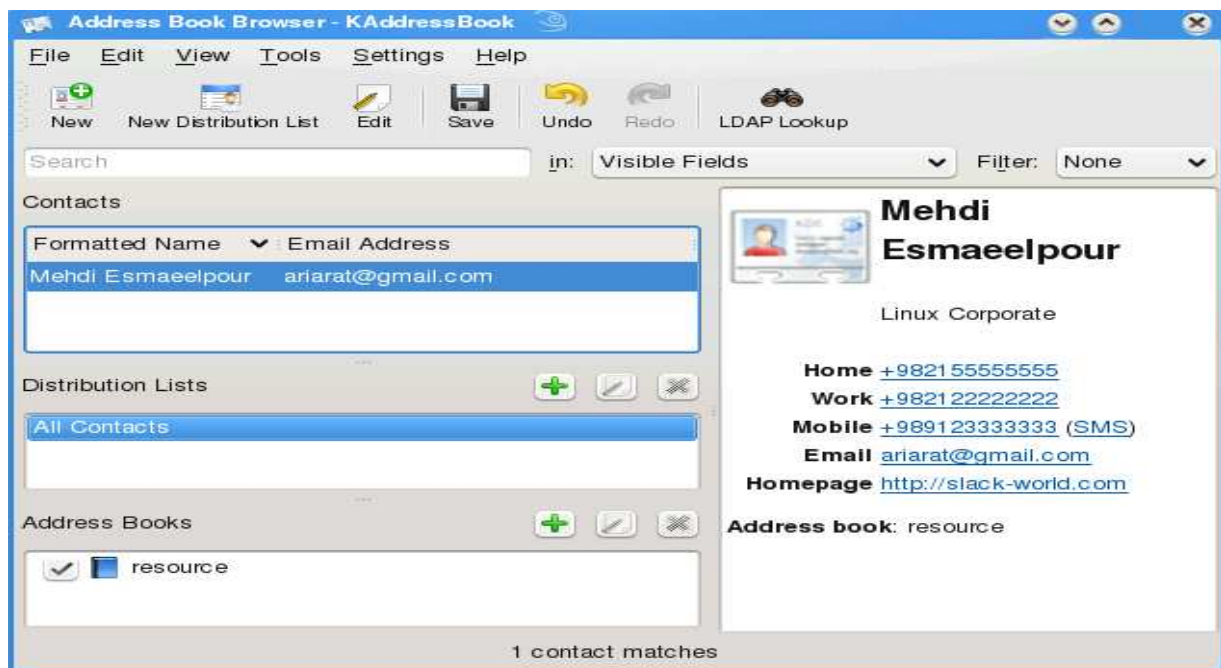 Address Book Browser - KAddressBook
File Edit View Tools Settings Help
New New Distribution List Edit Save Undo Redo LDAP Lookup
Search in: Visible Fields Filter: None
Contacts
Formatted Name Email Address
Mehdi Esmaeelpour ariarat@gmail.com
Distribution Lists
All Contacts
Address Books
resource
Mehdi
Esmaeelpour
Linux Corporate
Home +982155555555
Work +982122222222
Mobile +989123333333 (SMS)
Email ariarat@gmail.com
Homepage http://slack-world.com
Address book: resource
1 contact matches